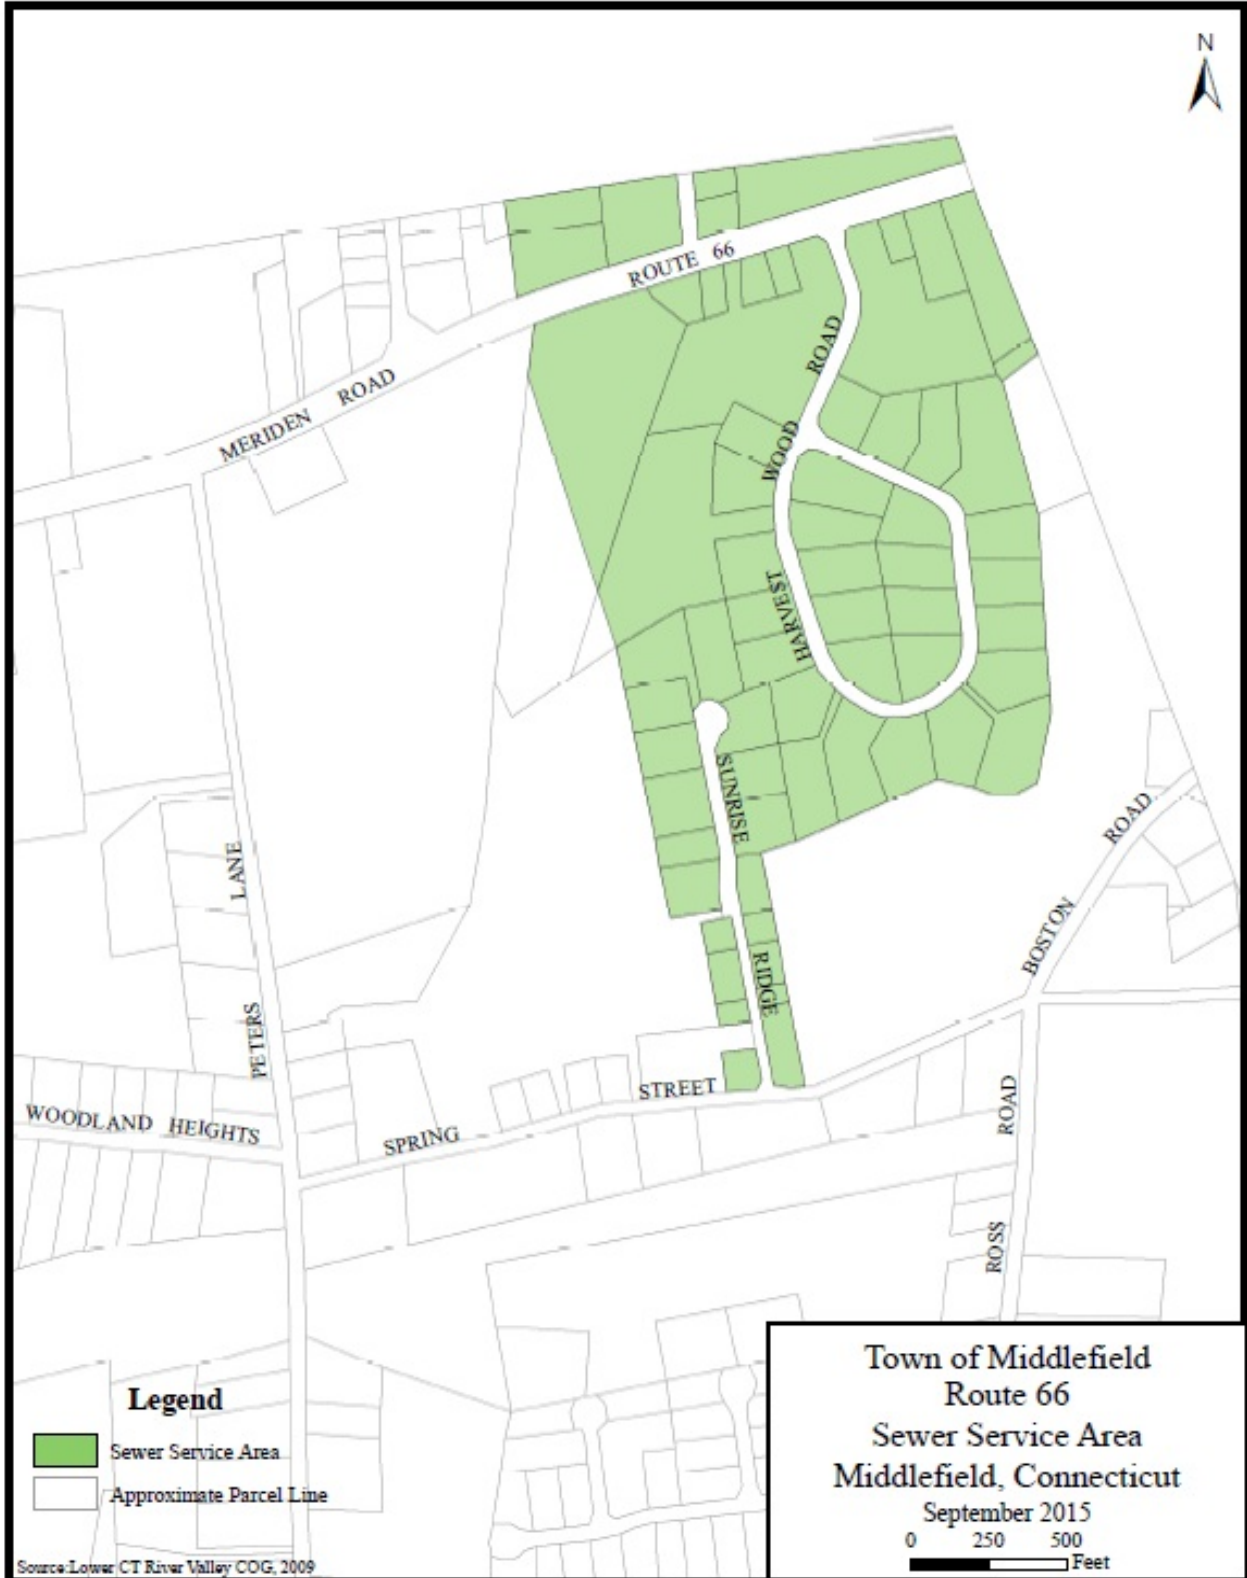 N
ROUTE 66
MERIDEN ROAD
HARVEST WOOD ROAD
SUNRISE RIDGE
BOSTON ROAD
PETERS LANE
WOODLAND HEIGHTS
SPRING STREET
ROSS ROAD
Legend
Sewer Service Area
Approximate Parcel Line
Source:Lower CT River Valley COG, 2009
Town of Middlefield
Route 66
Sewer Service Area
Middlefield, Connecticut
September 2015
0 250 500
Feet